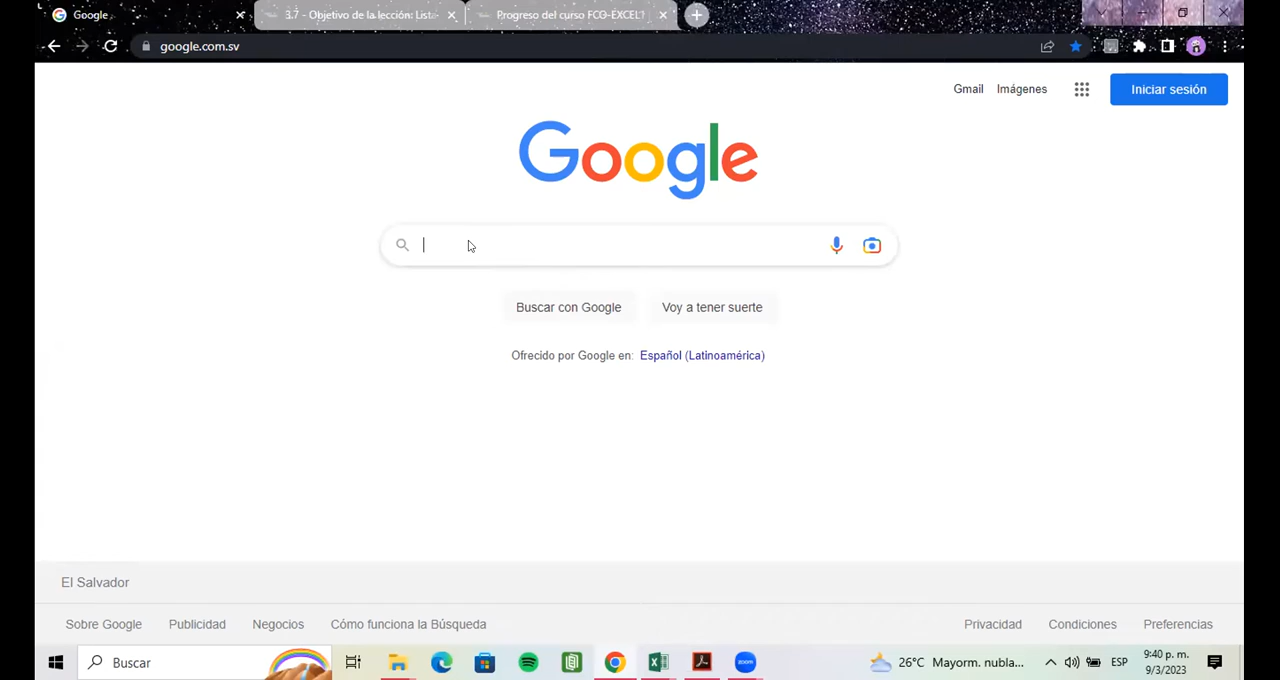 Google
3.7 - Objetivo de la lección: List
Progreso del curso FCO-EXCEL
google.com.sv
Gmail
Imágenes
Iniciar sesión
Google
Buscar con Google
Voy a tener suerte
Ofrecido por Google en: Español (Latinoamérica)
El Salvador
Sobre Google
Publicidad
Negocios
Cómo funciona la Búsqueda
Privacidad
Condiciones
Preferencias
Buscar
zoom
26°C Mayorm. nubla...
ESP
9:40 p. m.
9/3/2023